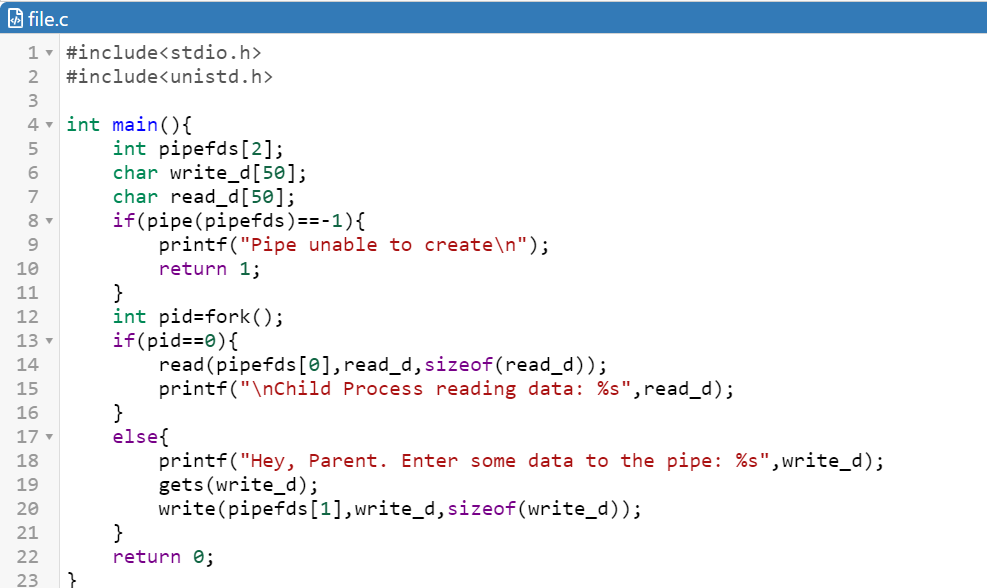 file.c
1 #include<stdio.h>
2 #include<unistd.h>
3
4 int main(){
5     int pipefds[2];
6     char write_d[50];
7     char read_d[50];
8     if(pipe(pipefds)==-1){
9         printf("Pipe unable to create\n");
10         return 1;
11     }
12     int pid=fork();
13     if(pid==0){
14         read(pipefds[0],read_d,sizeof(read_d));
15         printf("\nChild Process reading data: %s",read_d);
16     }
17     else{
18         printf("Hey, Parent. Enter some data to the pipe: %s",write_d);
19         gets(write_d);
20         write(pipefds[1],write_d,sizeof(write_d));
21     }
22     return 0;
23 }